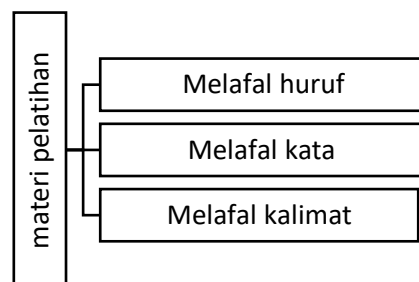 materi pelatihan
Melafal huruf
Melafal kata
Melafal kalimat